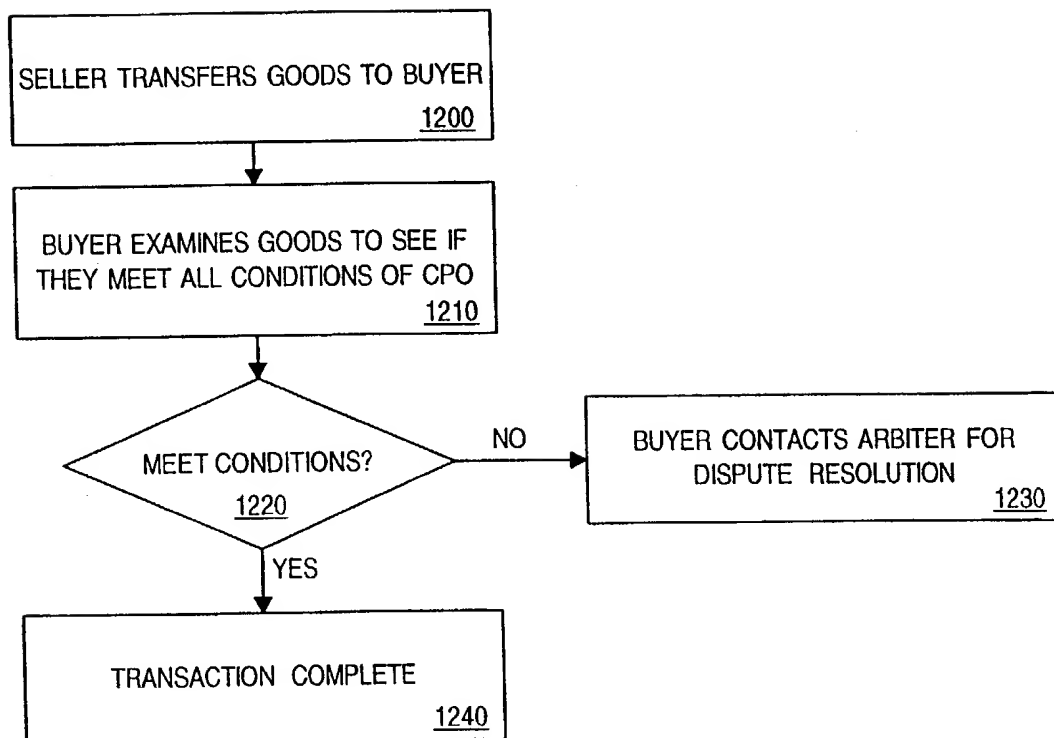 SELLER TRANSFERS GOODS TO BUYER
1200
BUYER EXAMINES GOODS TO SEE IF
THEY MEET ALL CONDITIONS OF CPO
1210
MEET CONDITIONS?
1220
NO
BUYER CONTACTS ARBITER FOR
DISPUTE RESOLUTION
1230
YES
TRANSACTION COMPLETE
1240